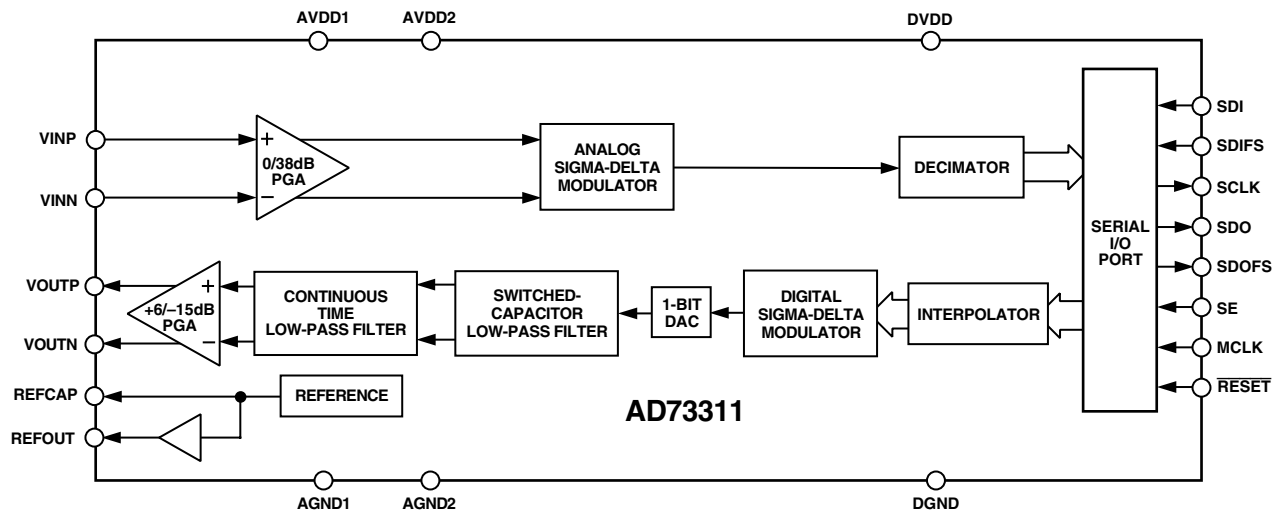 AVDD1
AVDD2
DVDD
VINP
VINN
+
0/38dB
PGA
−
ANALOG
SIGMA-DELTA
MODULATOR
DECIMATOR
SERIAL
I/O
PORT
SDI
SDIFS
SCLK
SDO
SDOFS
SE
MCLK
RESET
VOUTP
VOUTN
+
+6/−15dB
PGA
−
CONTINUOUS
TIME
LOW-PASS FILTER
SWITCHED-
CAPACITOR
LOW-PASS FILTER
1-BIT
DAC
DIGITAL
SIGMA-DELTA
MODULATOR
INTERPOLATOR
REFCAP
REFOUT
REFERENCE
AD73311
AGND1
AGND2
DGND